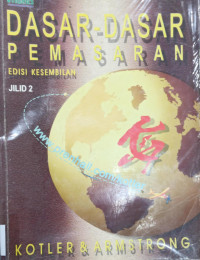 DASAR-DASAR
PEMASARAN
EDISI KESEMBILAN
JILID 2
KOTLER & ARMSTRONG